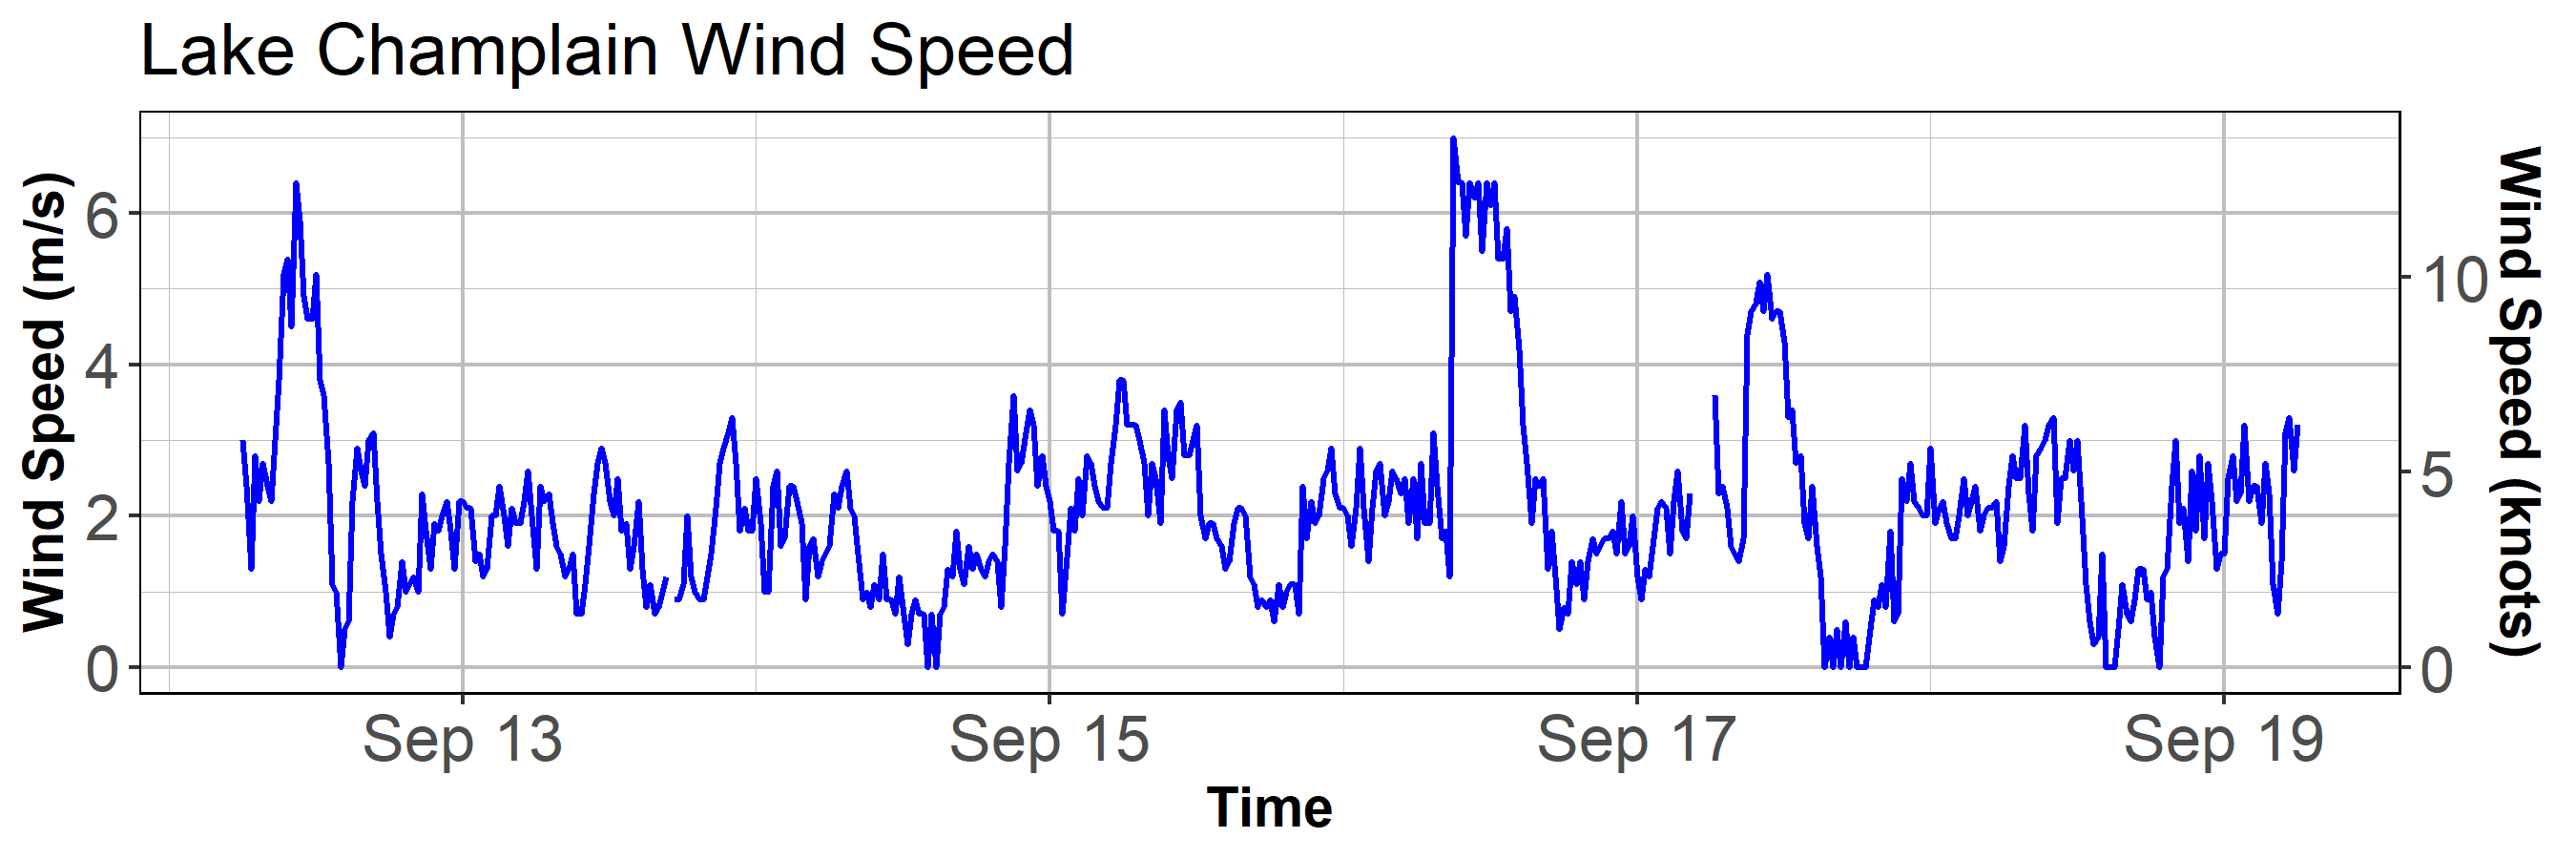 Lake Champlain Wind Speed
Wind Speed (m/s)
6
4
2
0
Wind Speed (knots)
10
5
0
Sep 13
Sep 15
Sep 17
Sep 19
Time